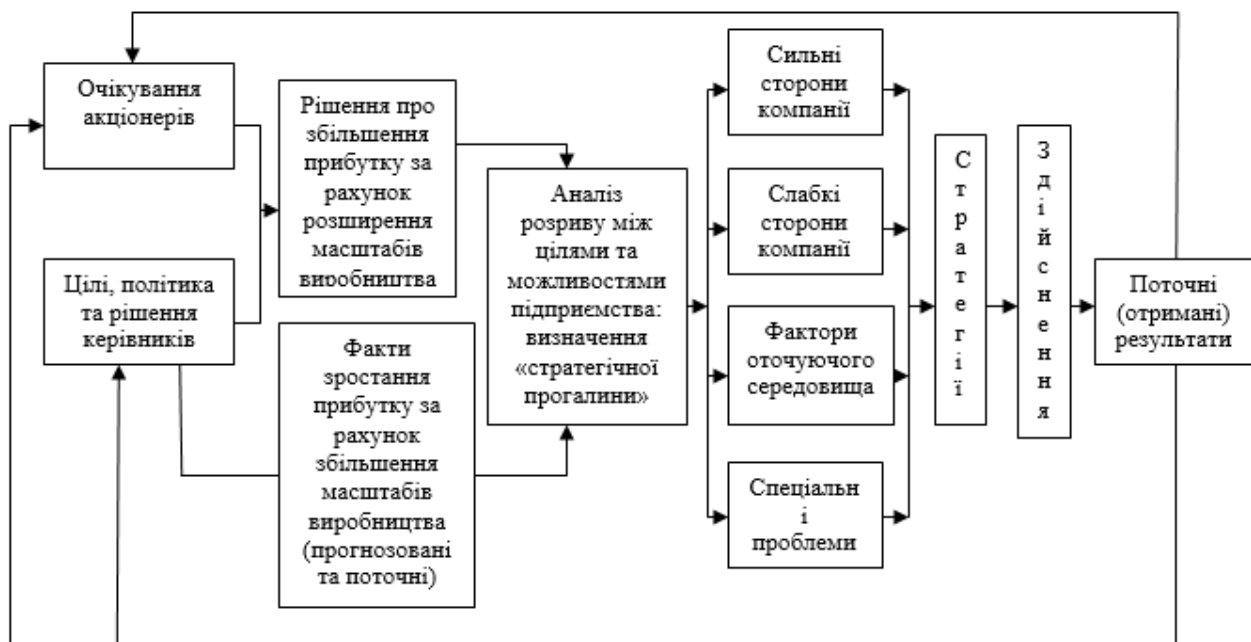 Очікування
акціонерів
Цілі, політика
та рішення
керівників
Рішення про
збільшення
прибутку за
рахунок
розширення
масштабів
виробництва
Факти
зростання
прибутку за
рахунок
збільшення
масштабів
виробництва
(прогнозовані
та поточні)
Аналіз
розриву між
цілями та
можливостями
підприємства:
визначення
«стратегічної
прогалини»
Сильні
сторони
компанії
Слабкі
сторони
компанії
Фактори
оточуючого
середовища
Спеціальн
і
проблеми
С
т
р
а
т
е
г
і
ї
З
д
і
й
с
н
е
н
н
я
Поточні
(отримані)
результати